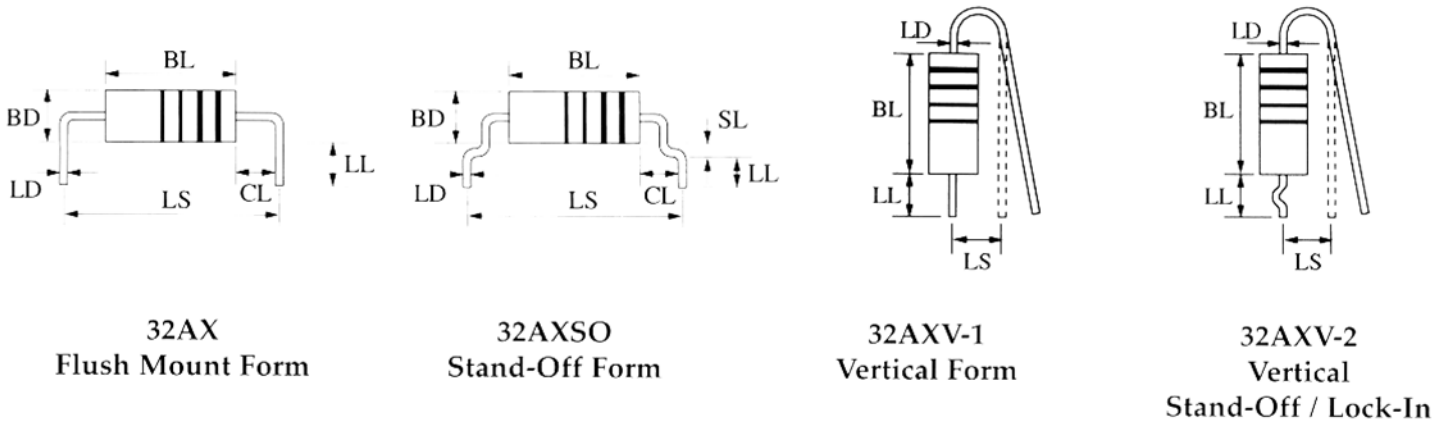 BL
BD
LD
LS
CL
LL
32AX
Flush Mount Form
BL
BD
SL
LD
LS
CL
LL
32AXSO
Stand-Off Form
LD
BL
LL
LS
32AXV-1
Vertical Form
LD
BL
LL
LS
32AXV-2
Vertical
Stand-Off / Lock-In